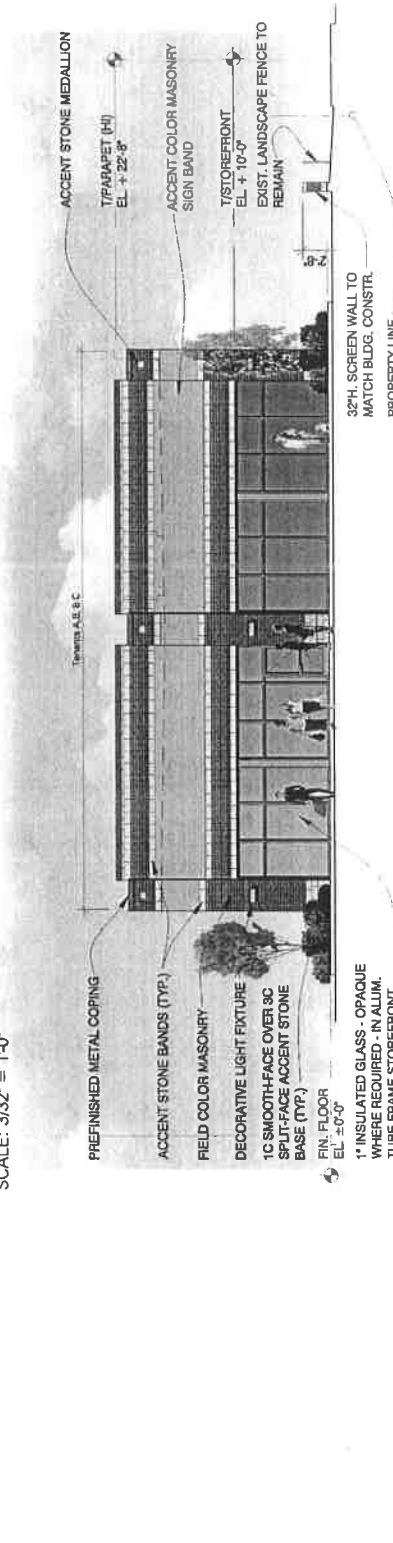 SCALE: 3/32" = 1'-0"
PREFINISHED METAL COPING
ACCENT STONE BANDS (TYP.)
FIELD COLOR MASONRY
DECORATIVE LIGHT FIXTURE
1C SMOOTH-FACE OVER 3C
SPLIT-FACE ACCENT STONE
BASE (TYP.)
FIN. FLOOR
EL ±0'-0"
1" INSULATED GLASS - OPAQUE
WHERE REQUIRED - IN ALUM.
TUBE FRAME STOREFRONT
Tenants A,B, & C
ACCENT STONE MEDALLION
T/PARAPET (HI)
EL + 22'-8"
ACCENT COLOR MASONRY
SIGN BAND
T/STOREFRONT
EL + 10'-0"
EXIST. LANDSCAPE FENCE TO
REMAIN
2'-8"
32"H. SCREEN WALL TO
MATCH BLDG. CONSTR.
PROPERTY LINE